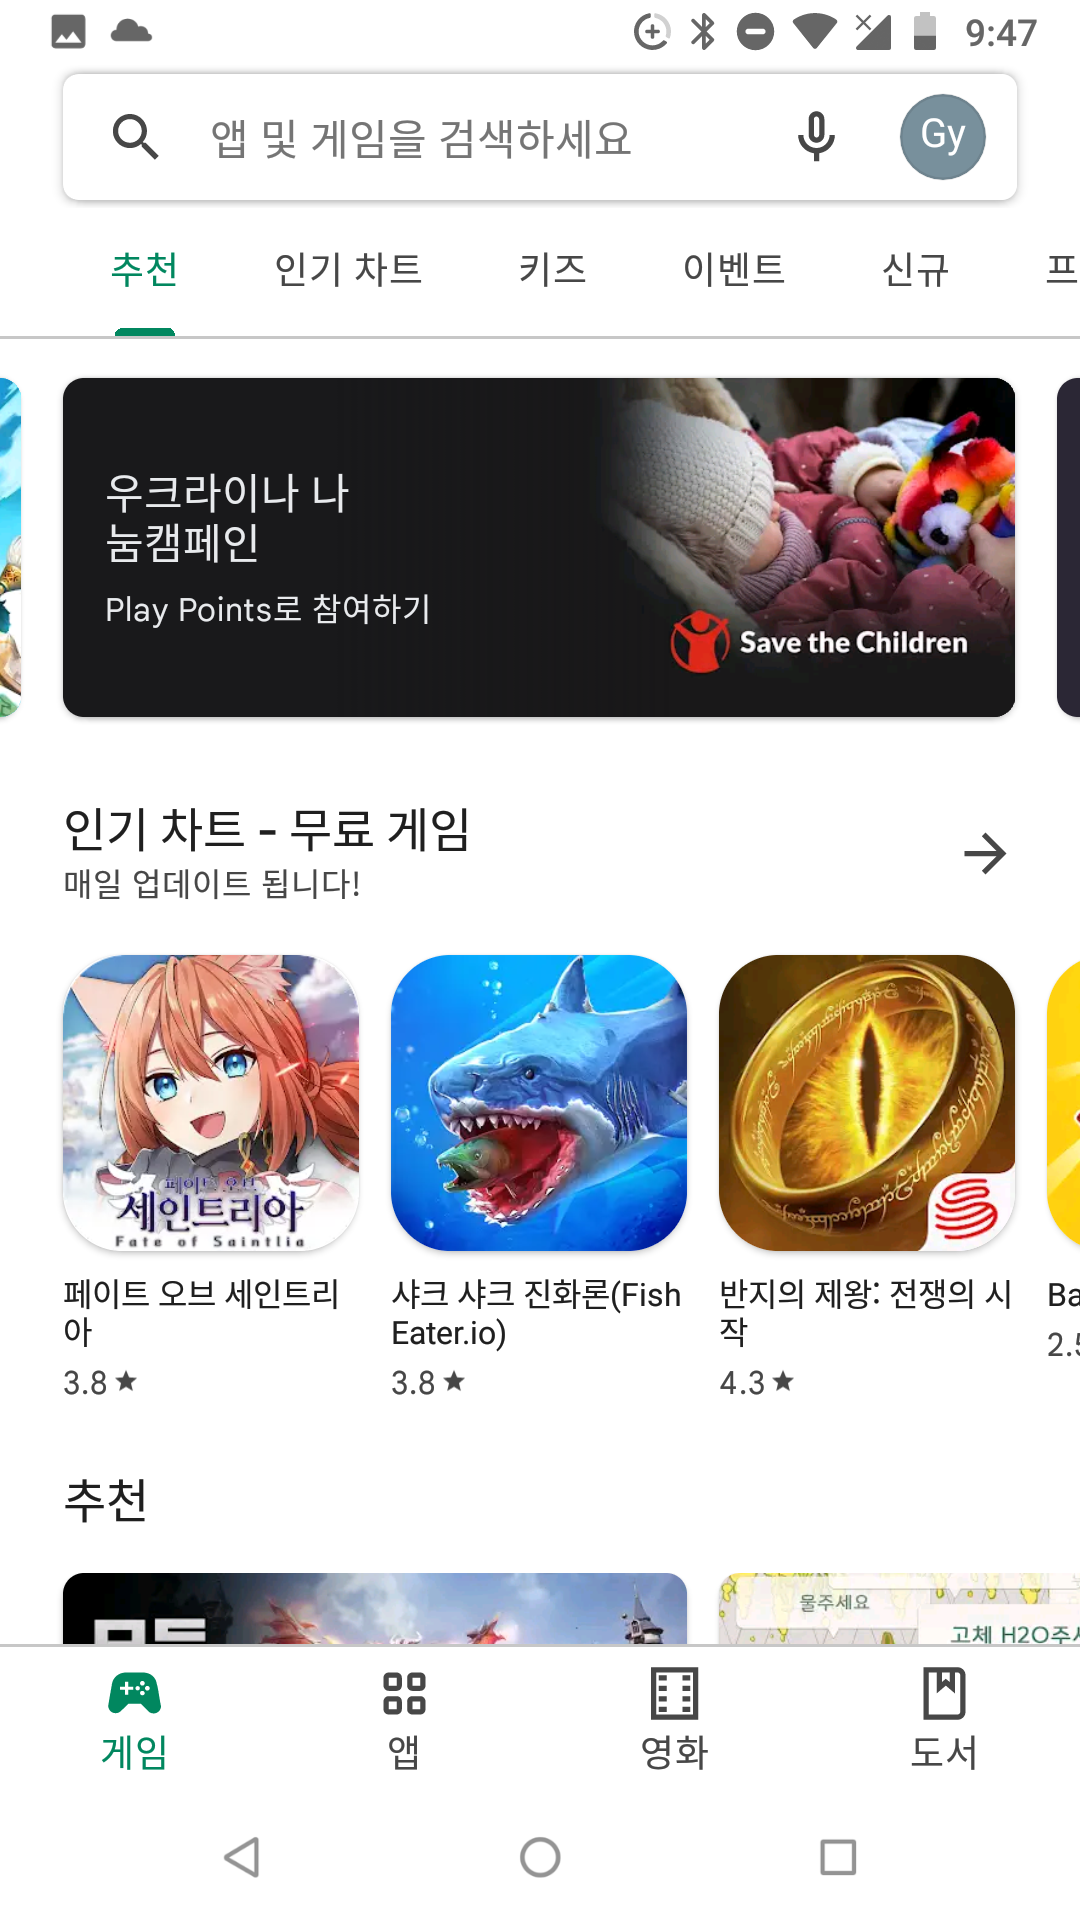 9:47
앱 및 게임을 검색하세요
Gy
추천 인기 차트 키즈 이벤트 신규 프
우크라이나 나
눔캠페인
Play Points로 참여하기
Save the Children
인기 차트 - 무료 게임
매일 업데이트 됩니다!
페이트 오브
세인트리아
Fate of Saintlia
페이트 오브 세인트리
아
3.8 ★
샤크 샤크 진화론(Fish
Eater.io)
3.8 ★
반지의 제왕: 전쟁의 시
작
4.3 ★
Ba
2.5
추천
물주세요
고체 H2O주세
게임 앱 영화 도서